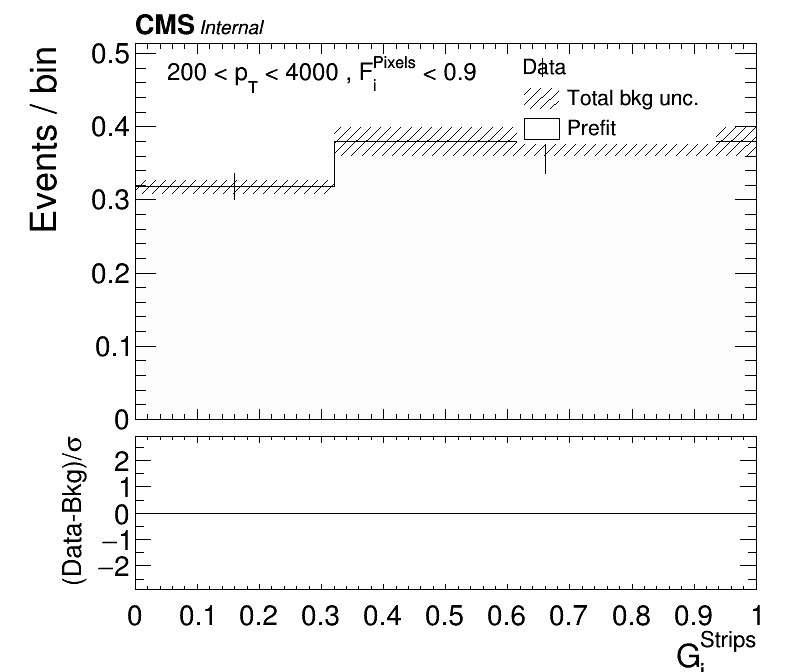 CMS Internal
200 < p_T < 4000 , F_i^Pixels < 0.9
Data
Total bkg unc.
Prefit
Events / bin
0.5
0.4
0.3
0.2
0.1
0
(Data-Bkg)/σ
2
1
0
−1
−2
0 0.1 0.2 0.3 0.4 0.5 0.6 0.7 0.8 0.9 1
G_i^Strips